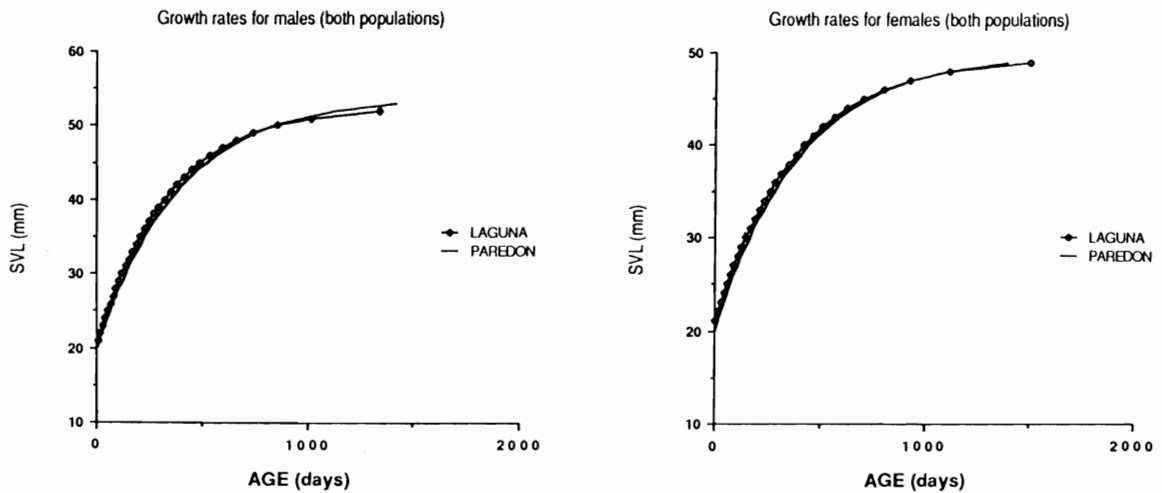 Growth rates for males (both populations)
60
50
40
30
20
10
SVL (mm)
0
1000
2000
AGE (days)
LAGUNA
PAREDON
Growth rates for females (both populations)
50
40
30
20
10
SVL (mm)
0
1000
2000
AGE (days)
LAGUNA
PAREDON